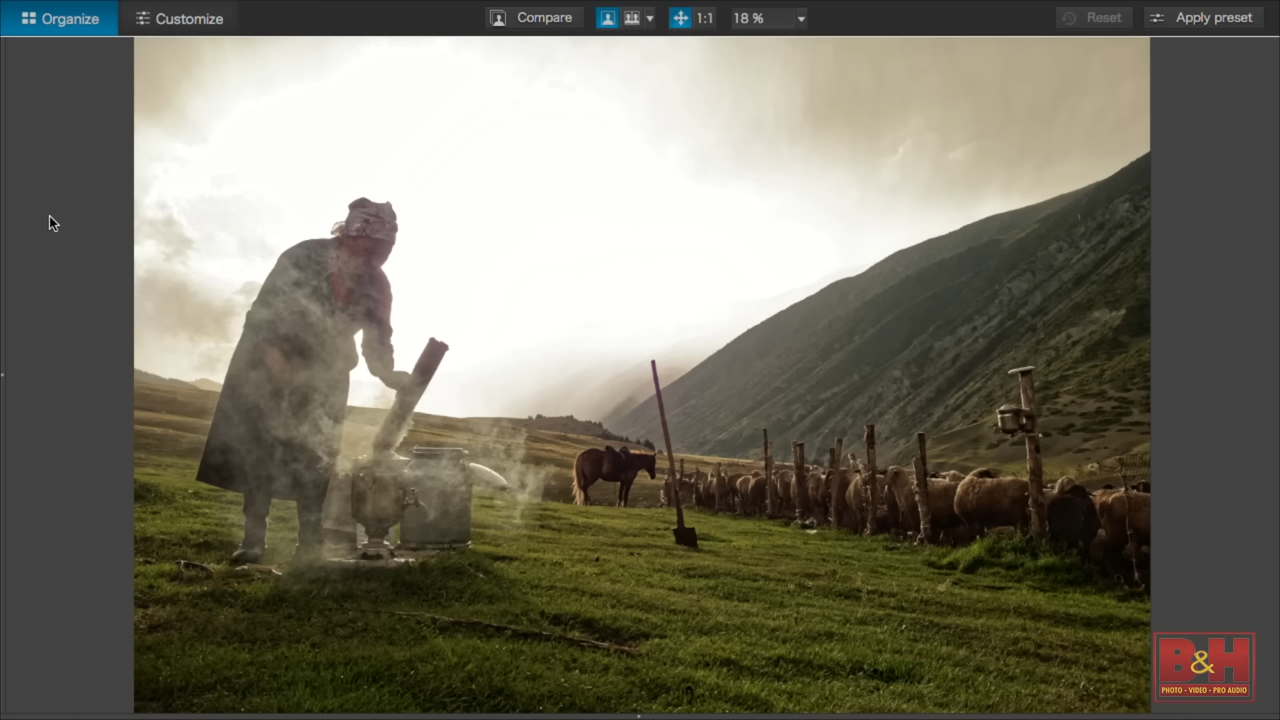 Organize
Customize
Compare
1:1
18 %
Reset
Apply preset
B&H
PHOTO - VIDEO - PRO AUDIO